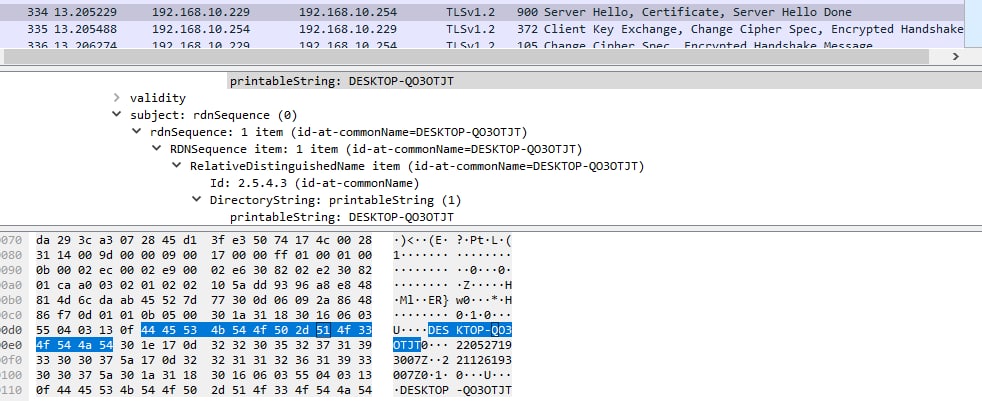 334 13.205229 192.168.10.229 192.168.10.254 TLSv1.2 900 Server Hello, Certificate, Server Hello Done
335 13.205488 192.168.10.254 192.168.10.229 TLSv1.2 372 Client Key Exchange, Change Cipher Spec, Encrypted Handshake
336 13.206274 192.168.10.229 192.168.10.254 TLSv1.2 105 Change Cipher Spec, Encrypted Handshake Message
printableString: DESKTOP-QO3OTJT
validity
subject: rdnSequence (0)
rdnSequence: 1 item (id-at-commonName=DESKTOP-QO3OTJT)
RDNSequence item: 1 item (id-at-commonName=DESKTOP-QO3OTJT)
RelativeDistinguishedName item (id-at-commonName=DESKTOP-QO3OTJT)
Id: 2.5.4.3 (id-at-commonName)
DirectoryString: printableString (1)
printableString: DESKTOP-QO3OTJT
0070 da 29 3c a3 07 28 45 d1 3f e3 50 74 17 4c 00 28 ·)<··(E· ?·Pt·L·(
0080 31 14 00 9d 00 00 09 00 17 00 00 ff 01 00 01 00 1······· ········
0090 0b 00 02 ec 00 02 e9 00 02 e6 30 82 02 e2 30 82 ········ ··0···0·
00a0 01 ca a0 03 02 01 02 02 10 5a dd 93 96 a8 e8 48 ········ ·Z·····H
00b0 81 4d 6c da ab 45 52 7d 77 30 0d 06 09 2a 86 48 ·Ml··ER} w0···*·H
00c0 86 f7 0d 01 01 0b 05 00 30 1a 31 18 30 16 06 03 ········ 0·1·0···
00d0 55 04 03 13 0f 44 45 53 4b 54 4f 50 2d 51 4f 33 U····DES KTOP-QO3
00e0 4f 54 4a 54 30 1e 17 0d 32 32 30 35 32 37 31 39 OTJT0··· 22052719
00f0 33 30 30 37 5a 17 0d 32 32 31 31 32 36 31 39 33 3007Z··2 21126193
0100 30 30 37 5a 30 1a 31 18 30 16 06 03 55 04 03 13 007Z0·1· 0···U···
0110 0f 44 45 53 4b 54 4f 50 2d 51 4f 33 4f 54 4a 54 ·DESKTOP -QO3OTJT